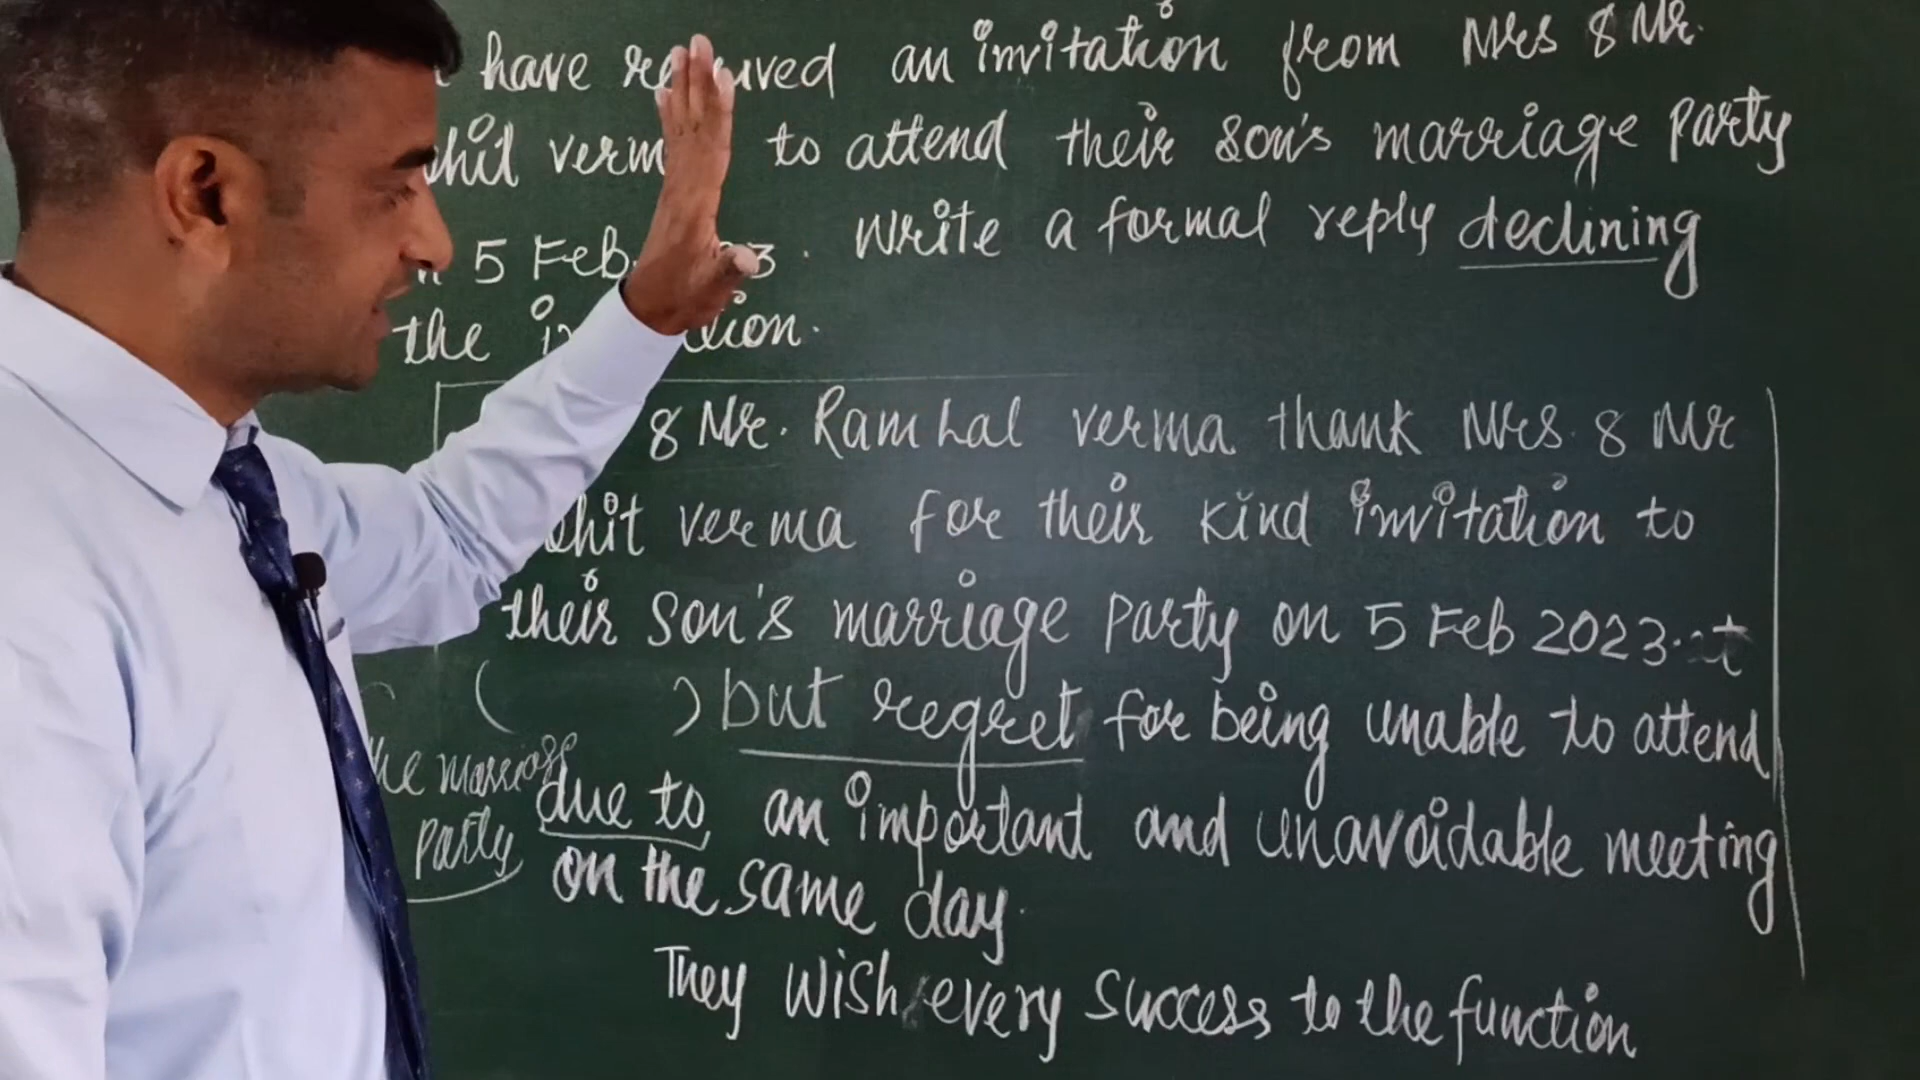 have received an invitation from Mrs & Mr.
verma to attend their son's marriage party
5 Feb 3. Write a formal reply declining
the invitation.
& Mr. Ram Lal verma thank Mrs. & Mr
verma for their kind invitation to
their son's marriage party on 5 Feb 2023. at
( ) but regret for being unable to attend
the marriage
party
due to an important and unavoidable meeting
on the same day.
They wish every success to the function